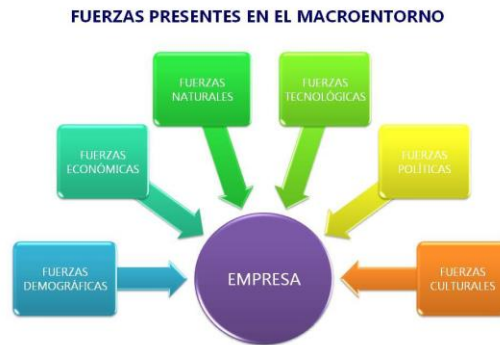 FUERZAS PRESENTES EN EL MACROENTORNO
FUERZAS
NATURALES
FUERZAS
TECNOLÓGICAS
FUERZAS
ECONÓMICAS
FUERZAS
POLÍTICAS
FUERZAS
DEMOGRÁFICAS
EMPRESA
FUERZAS
CULTURALES